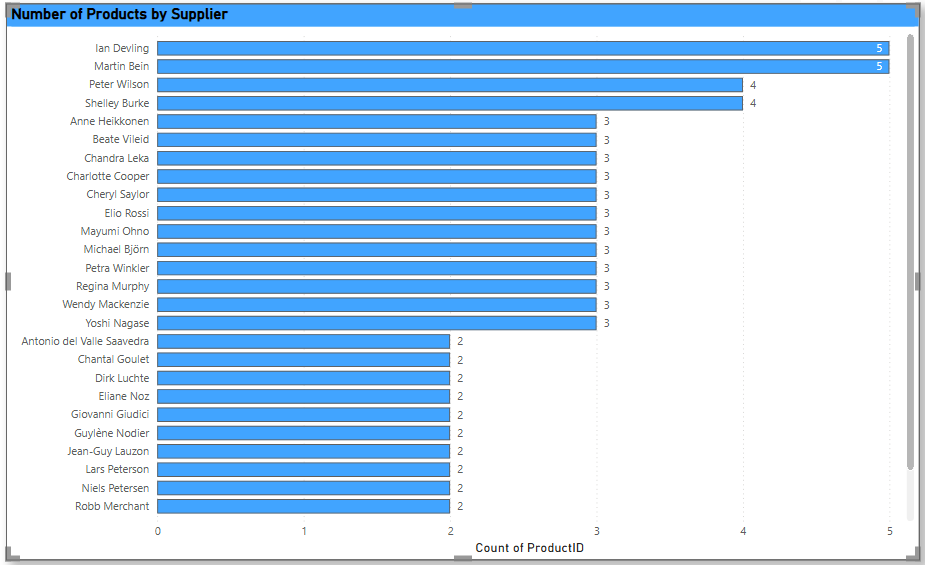 Number of Products by Supplier
Ian Devling 5
Martin Bein 5
Peter Wilson 4
Shelley Burke 4
Anne Heikkonen 3
Beate Vileid 3
Chandra Leka 3
Charlotte Cooper 3
Cheryl Saylor 3
Elio Rossi 3
Mayumi Ohno 3
Michael Björn 3
Petra Winkler 3
Regina Murphy 3
Wendy Mackenzie 3
Yoshi Nagase 3
Antonio del Valle Saavedra 2
Chantal Goulet 2
Dirk Luchte 2
Eliane Noz 2
Giovanni Giudici 2
Guylène Nodier 2
Jean-Guy Lauzon 2
Lars Peterson 2
Niels Petersen 2
Robb Merchant 2
0 1 2 3 4 5
Count of ProductID